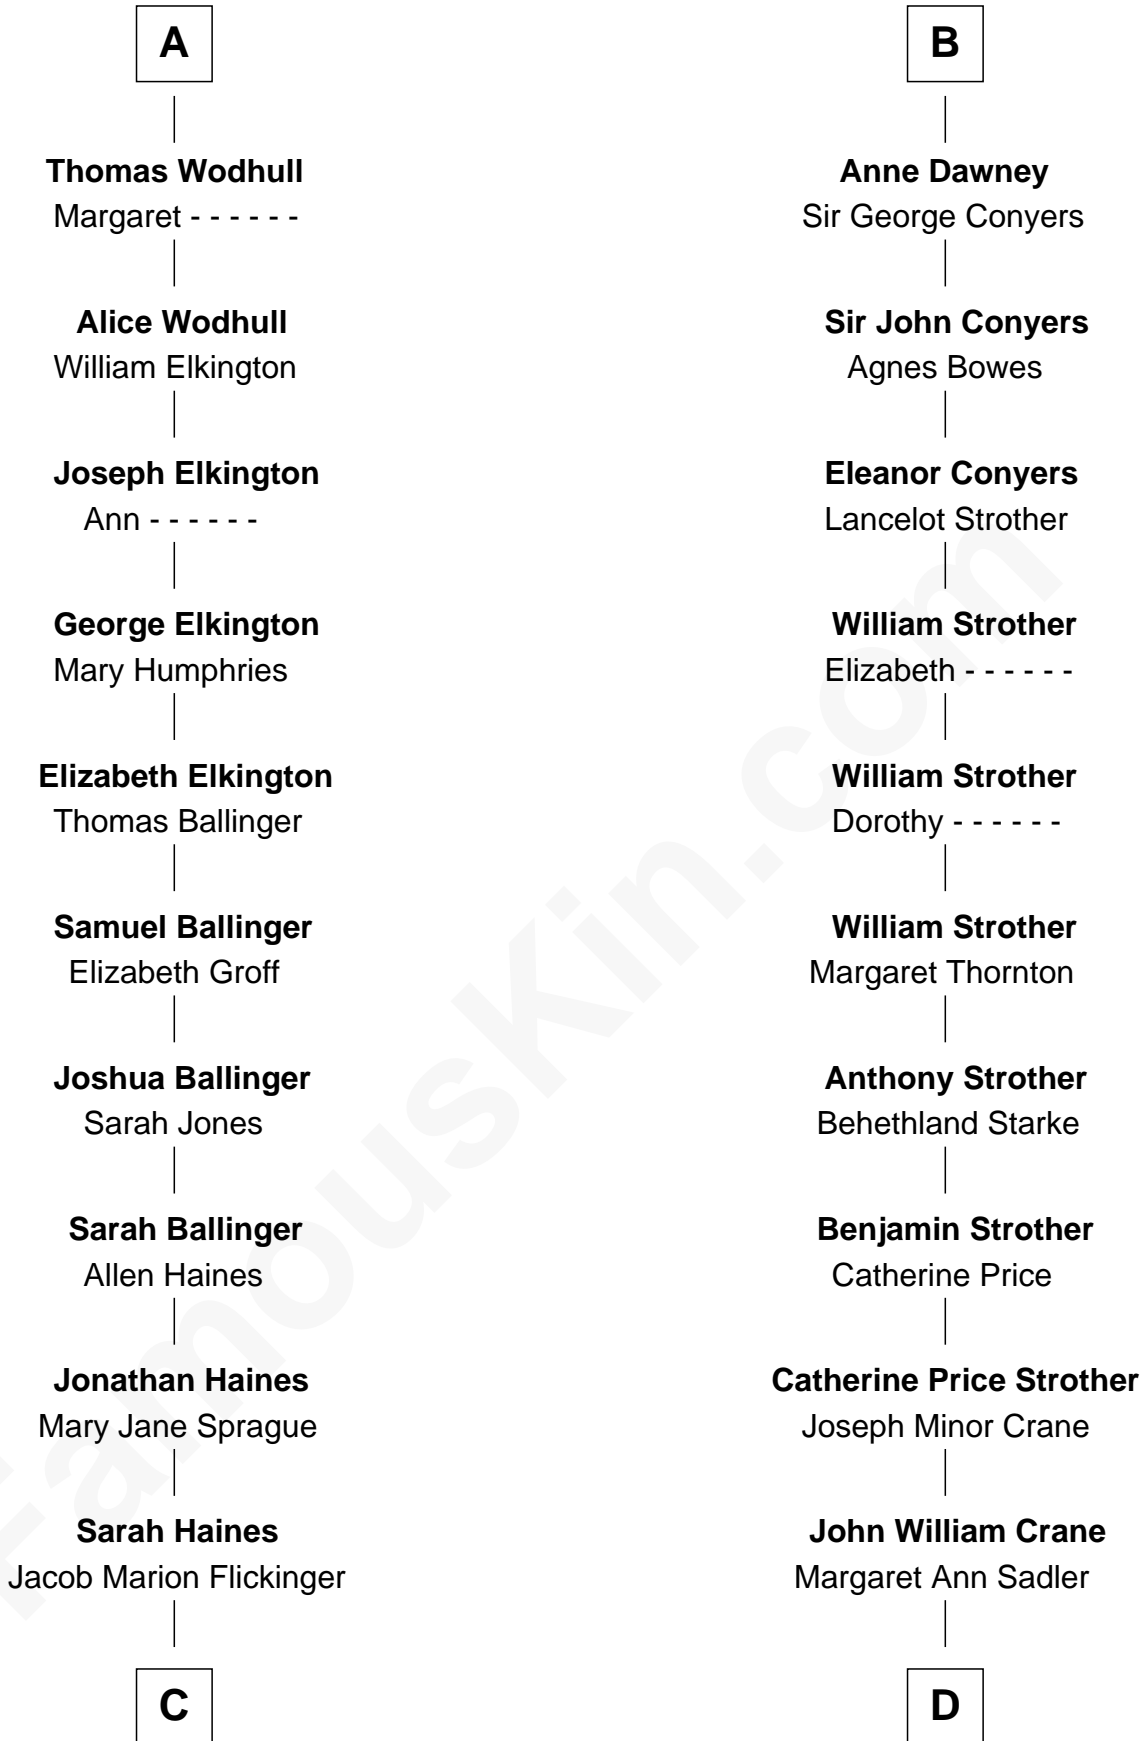 A
Thomas Wodhull
Margaret - - - - - -
Alice Wodhull
William Elkington
Joseph Elkington
Ann - - - - - -
George Elkington
Mary Humphries
Elizabeth Elkington
Thomas Ballinger
Samuel Ballinger
Elizabeth Groff
Joshua Ballinger
Sarah Jones
Sarah Ballinger
Allen Haines
Jonathan Haines
Mary Jane Sprague
Sarah Haines
Jacob Marion Flickinger
C
B
Anne Dawney
Sir George Conyers
Sir John Conyers
Agnes Bowes
Eleanor Conyers
Lancelot Strother
William Strother
Elizabeth - - - - - -
William Strother
Dorothy - - - - - -
William Strother
Margaret Thornton
Anthony Strother
Behethland Starke
Benjamin Strother
Catherine Price
Catherine Price Strother
Joseph Minor Crane
John William Crane
Margaret Ann Sadler
D
FamousKin.com